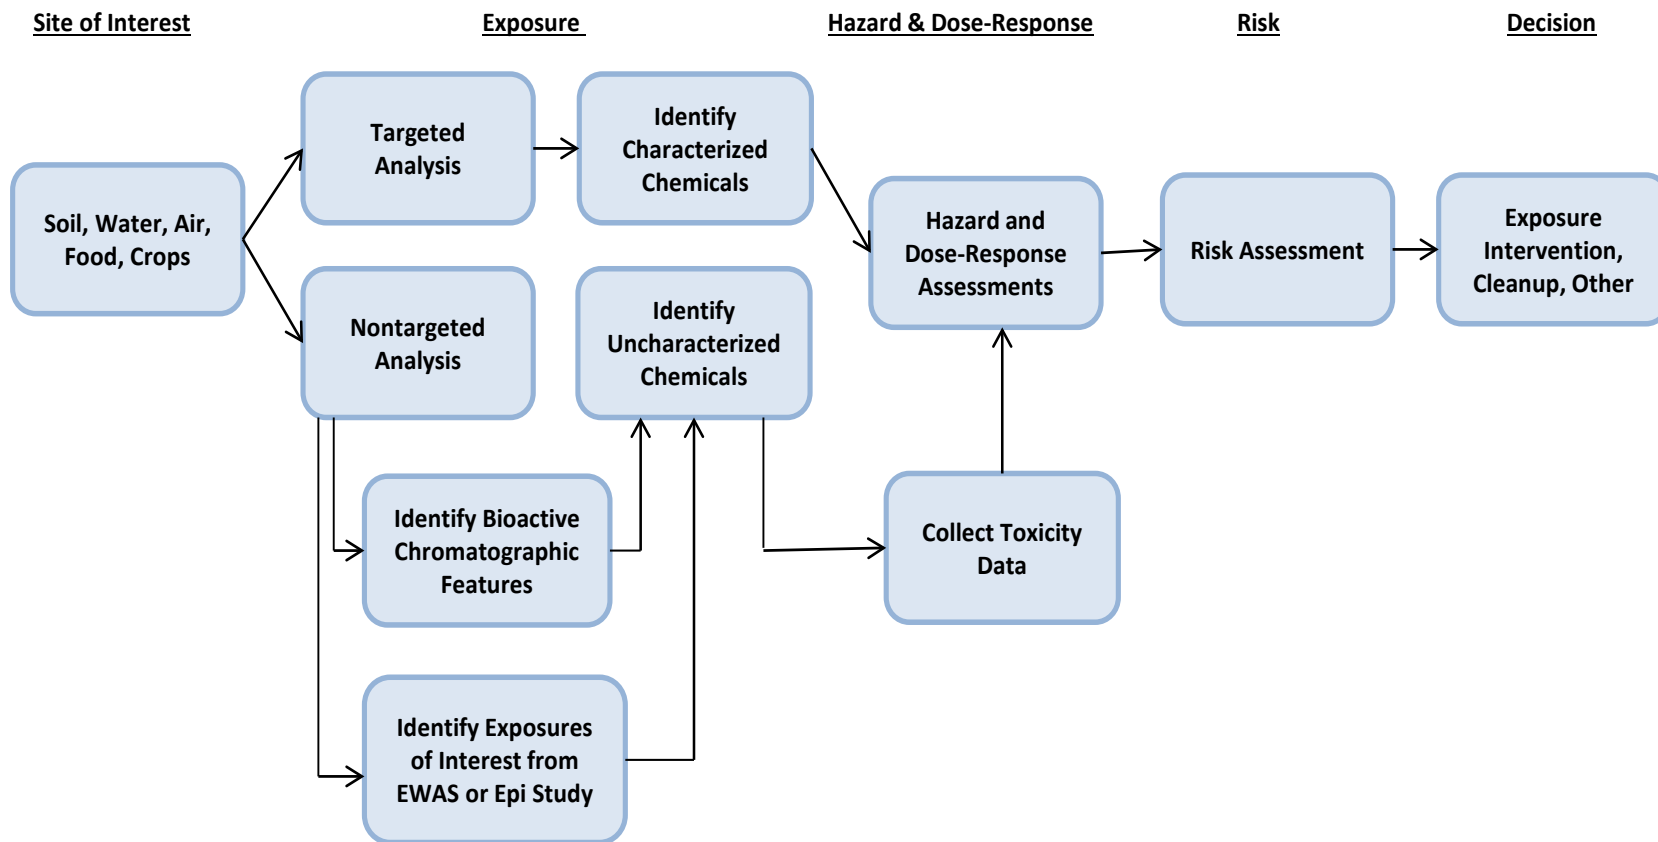 Site of Interest
Exposure
Hazard & Dose-Response
Risk
Decision
Soil, Water, Air,
Food, Crops
Targeted
Analysis
Identify
Characterized
Chemicals
Nontargeted
Analysis
Identify
Uncharacterized
Chemicals
Hazard and
Dose-Response
Assessments
Risk Assessment
Exposure
Intervention,
Cleanup, Other
Identify Bioactive
Chromatographic
Features
Collect Toxicity
Data
Identify Exposures
of Interest from
EWAS or Epi Study